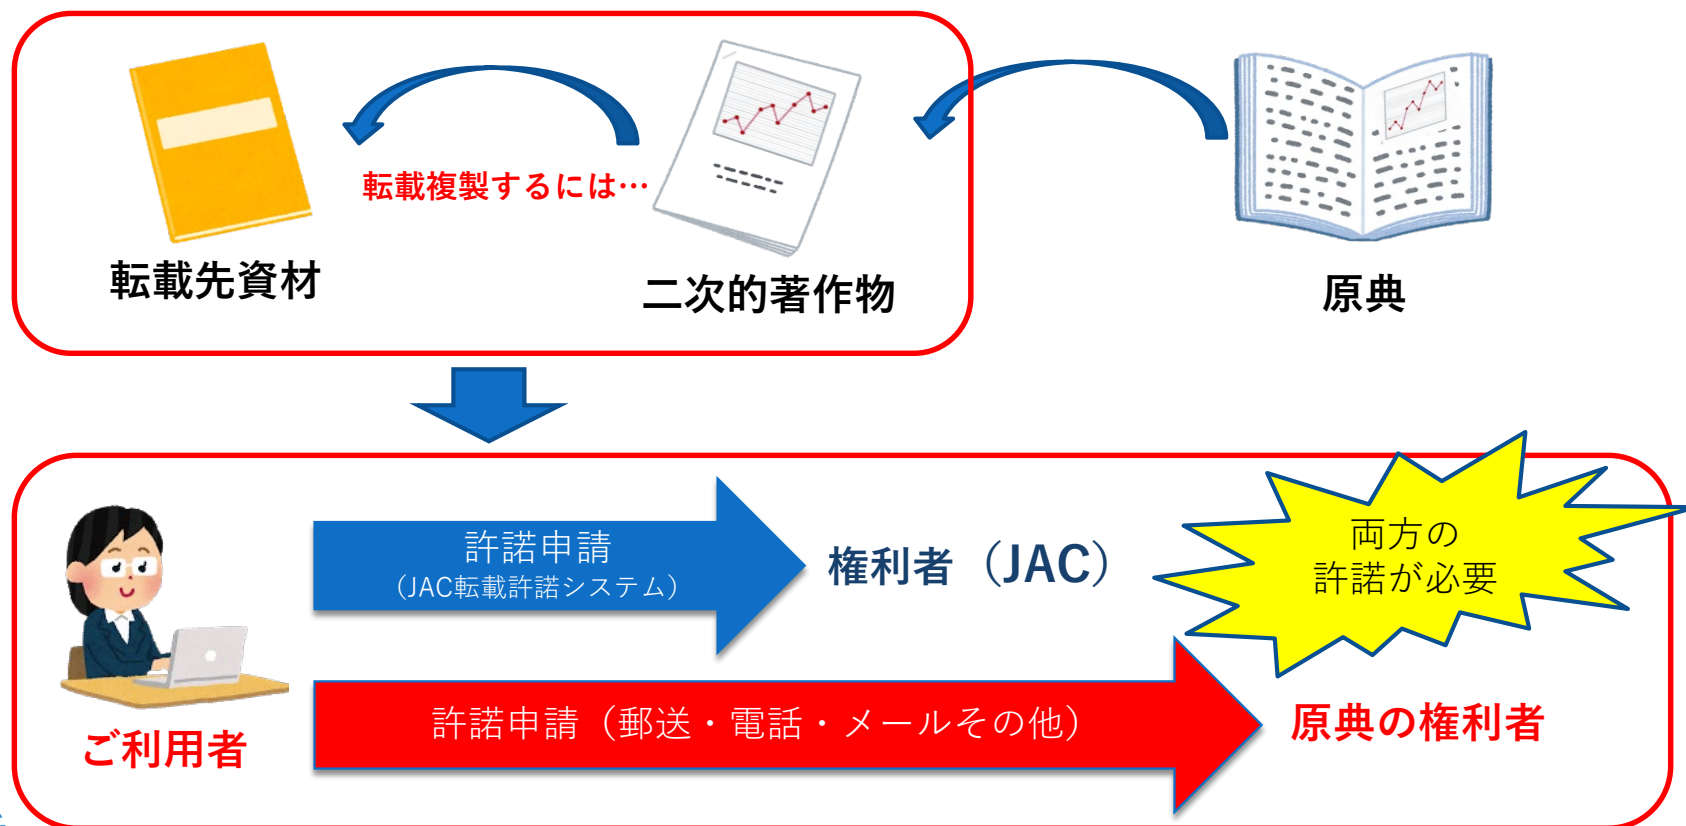 転載複製するには…
転載先資材
二次的著作物
原典
許諾申請
（JAC転載許諾システム）
権利者（JAC）
両方の
許諾が必要
ご利用者
許諾申請（郵送・電話・メールその他）
原典の権利者